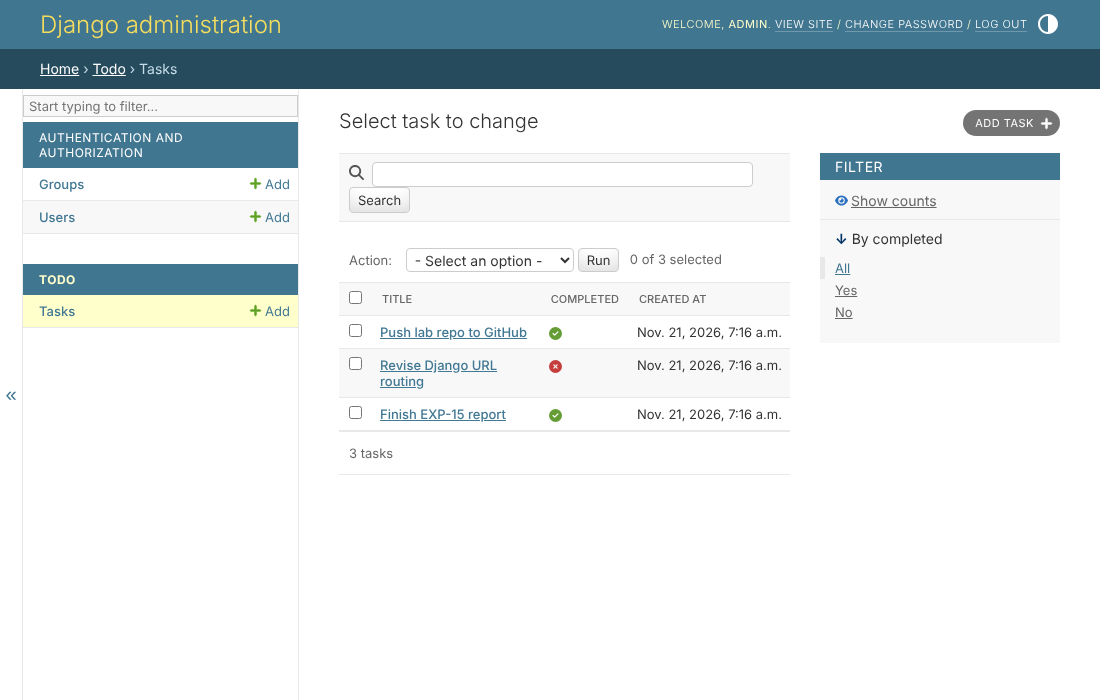 Django administration
WELCOME, ADMIN. VIEW SITE / CHANGE PASSWORD / LOG OUT
Home › Todo › Tasks
Start typing to filter...
AUTHENTICATION AND
AUTHORIZATION
Groups Add
Users Add
TODO
Tasks Add
«
Select task to change
ADD TASK
Search
Action: - Select an option - Run 0 of 3 selected
TITLE COMPLETED CREATED AT
Push lab repo to GitHub Nov. 21, 2026, 7:16 a.m.
Revise Django URL
routing Nov. 21, 2026, 7:16 a.m.
Finish EXP-15 report Nov. 21, 2026, 7:16 a.m.
3 tasks
FILTER
Show counts
By completed
All
Yes
No